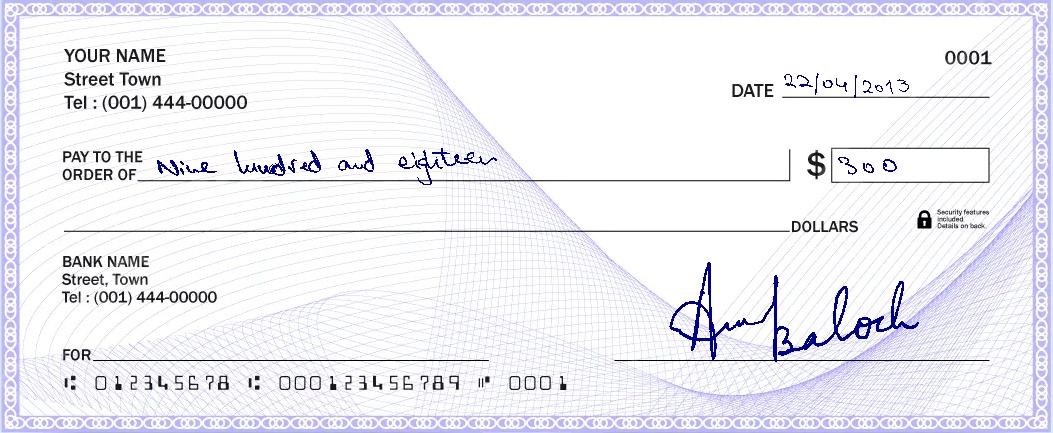 YOUR NAME
0001
Street Town
DATE 22/04/2013
Tel : (001) 444-00000
PAY TO THE
ORDER OF Nine hundred and eighteen $ 300
DOLLARS
Security features
included.
Details on back.
BANK NAME
Street, Town
Tel : (001) 444-00000
Baloch
FOR
⑆ 012345678 ⑆ 000123456789 ⑈ 0001